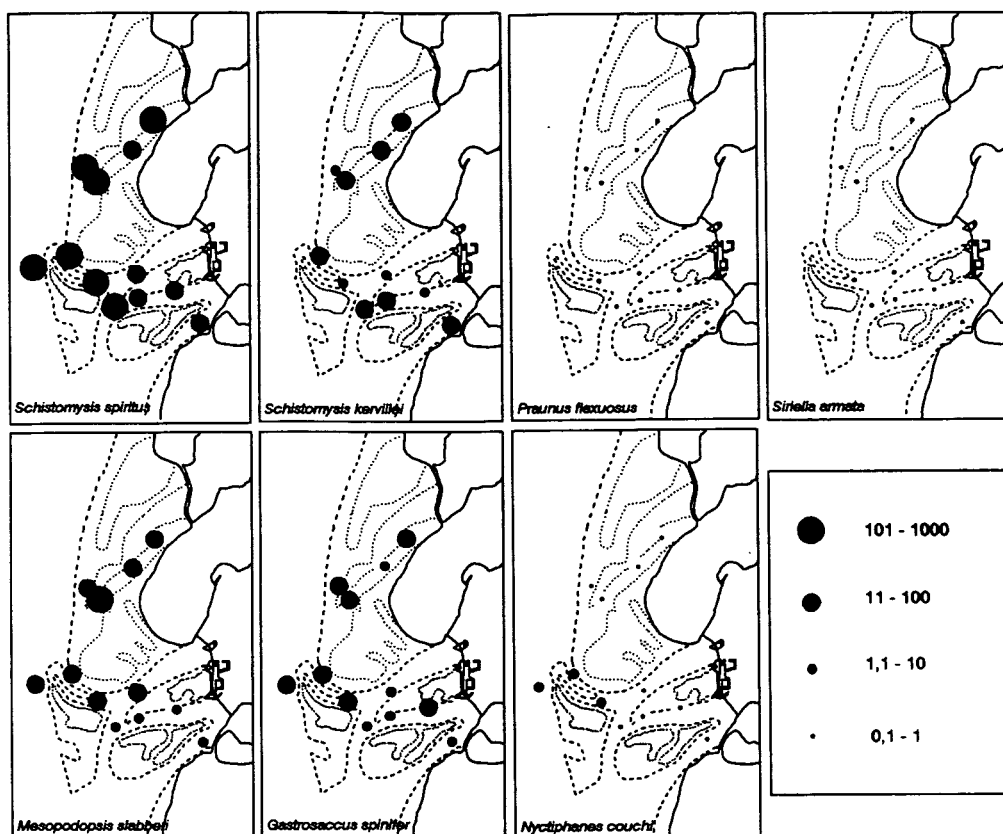 Schistomysis spiritus
Schistomysis kervillei
Praunus flexuosus
Siriella armata
Mesopodopsis slabberi
Gastrosaccus spinifer
Nyctiphanes couchi
101 - 1000
11 - 100
1,1 - 10
0,1 - 1